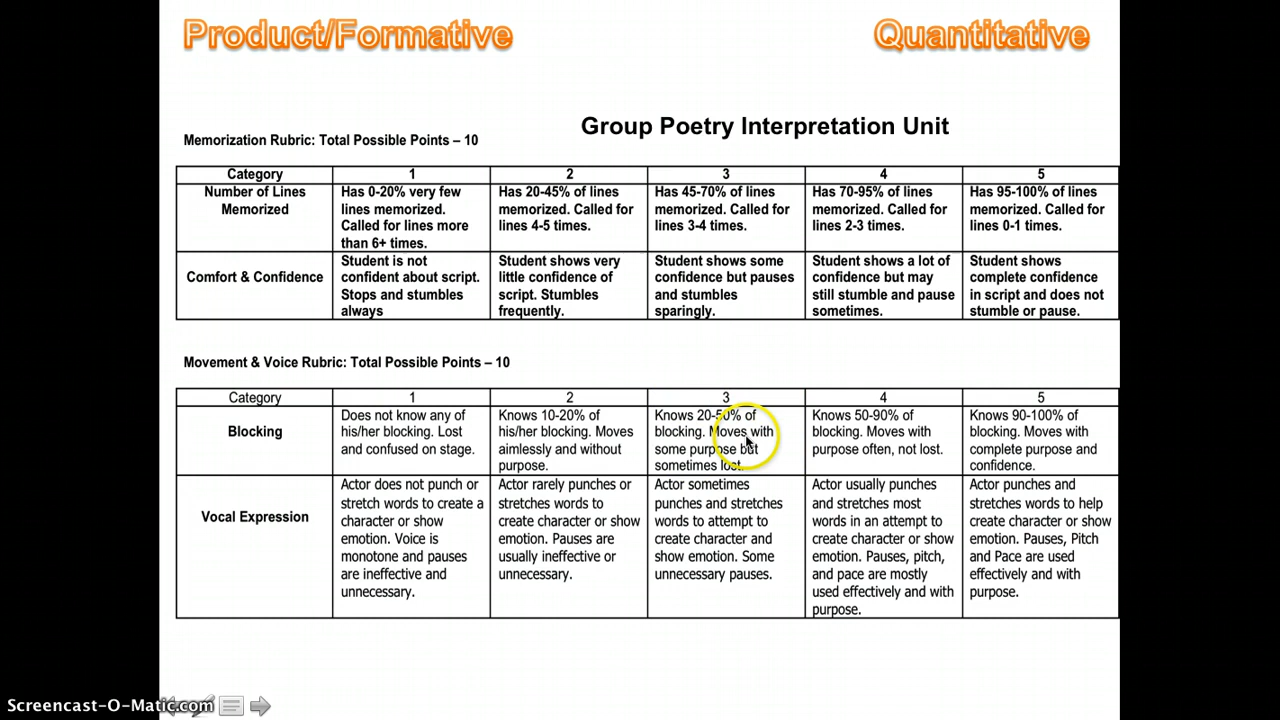 Product/Formative
Quantitative
Group Poetry Interpretation Unit
Memorization Rubric: Total Possible Points – 10
Category 1 2 3 4 5
Number of Lines Memorized
Has 0-20% very few
lines memorized.
Called for lines more
than 6+ times.
Has 20-45% of lines
memorized. Called for
lines 4-5 times.
Has 45-70% of lines
memorized. Called for
lines 3-4 times.
Has 70-95% of lines
memorized. Called for
lines 2-3 times.
Has 95-100% of lines
memorized. Called for
lines 0-1 times.
Comfort & Confidence
Student is not
confident about script.
Stops and stumbles
always
Student shows very
little confidence of
script. Stumbles
frequently.
Student shows some
confidence but pauses
and stumbles
sparingly.
Student shows a lot of
confidence but may
still stumble and pause
sometimes.
Student shows
complete confidence
in script and does not
stumble or pause.
Movement & Voice Rubric: Total Possible Points – 10
Category 1 2 3 4 5
Blocking
Does not know any of
his/her blocking. Lost
and confused on stage.
Knows 10-20% of
his/her blocking. Moves
aimlessly and without
purpose.
Knows 20-50% of
blocking. Moves with
some purpose but
sometimes lost.
Knows 50-90% of
blocking. Moves with
purpose often, not lost.
Knows 90-100% of
blocking. Moves with
complete purpose and
confidence.
Vocal Expression
Actor does not punch or
stretch words to create a
character or show
emotion. Voice is
monotone and pauses
are ineffective and
unnecessary.
Actor rarely punches or
stretches words to
create character or show
emotion. Pauses are
usually ineffective or
unnecessary.
Actor sometimes
punches and stretches
words to attempt to
create character and
show emotion. Some
unnecessary pauses.
Actor usually punches
and stretches most
words in an attempt to
create character or show
emotion. Pauses, pitch,
and pace are mostly
used effectively and with
purpose.
Actor punches and
stretches words to help
create character or show
emotion. Pauses, Pitch
and Pace are used
effectively and with
purpose.
Screencast-O-Matic.com